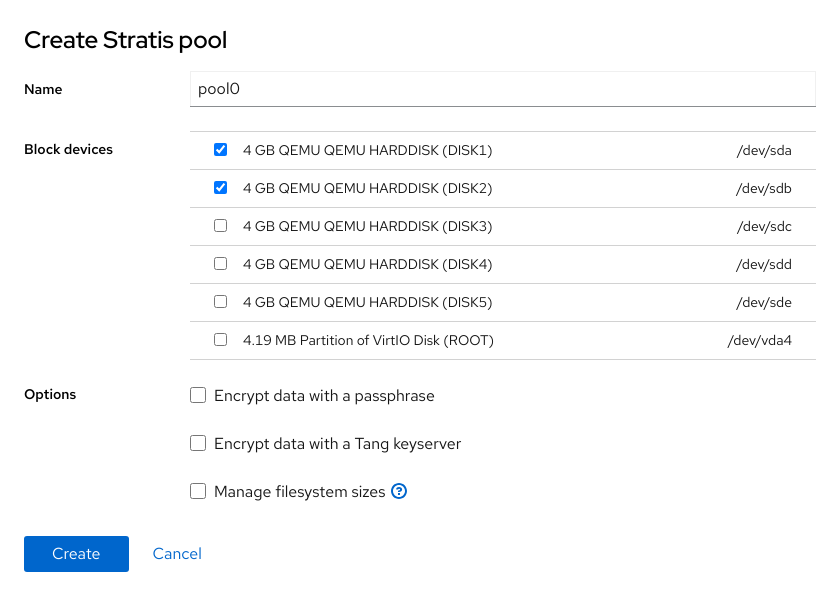 Create Stratis pool
Name
pool0
Block devices
4 GB QEMU QEMU HARDDISK (DISK1) /dev/sda
4 GB QEMU QEMU HARDDISK (DISK2) /dev/sdb
4 GB QEMU QEMU HARDDISK (DISK3) /dev/sdc
4 GB QEMU QEMU HARDDISK (DISK4) /dev/sdd
4 GB QEMU QEMU HARDDISK (DISK5) /dev/sde
4.19 MB Partition of VirtIO Disk (ROOT) /dev/vda4
Options
Encrypt data with a passphrase
Encrypt data with a Tang keyserver
Manage filesystem sizes ?
Create Cancel